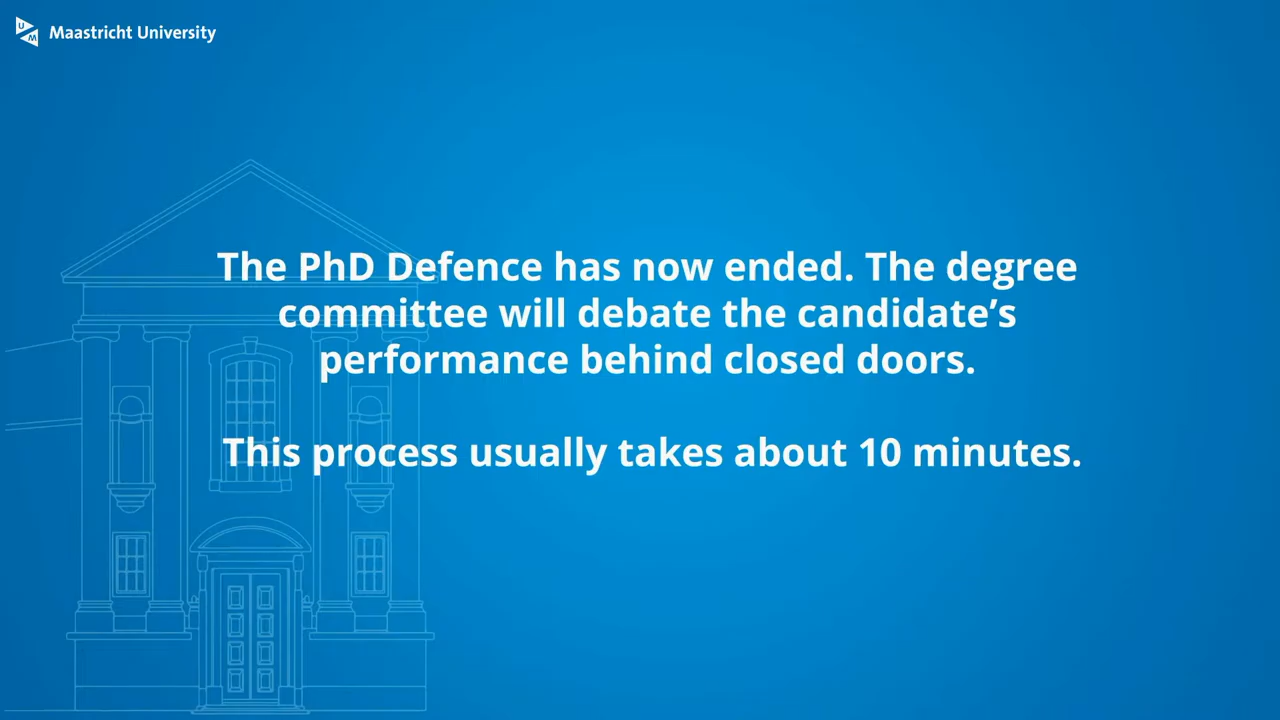 UM
Maastricht University
The PhD Defence has now ended. The degree
committee will debate the candidate’s
performance behind closed doors.
This process usually takes about 10 minutes.